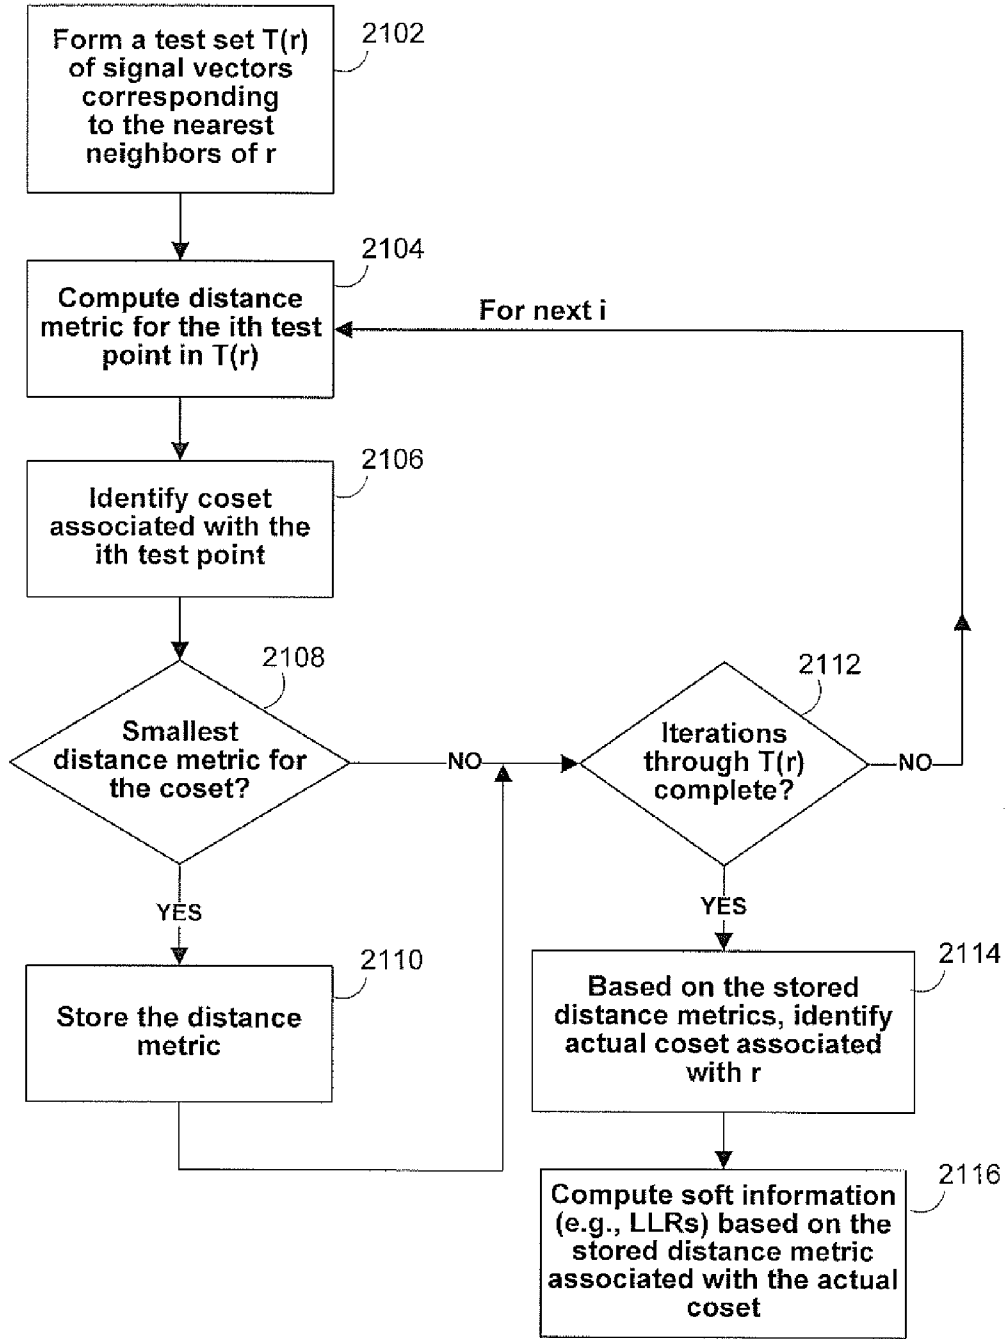 Form a test set T(r)
of signal vectors
corresponding
to the nearest
neighbors of r
2102
Compute distance
metric for the ith test
point in T(r)
2104
For next i
Identify coset
associated with the
ith test point
2106
Smallest
distance metric for
the coset?
2108
NO
YES
Store the distance
metric
2110
Iterations
through T(r)
complete?
2112
NO
YES
Based on the stored
distance metrics, identify
actual coset associated
with r
2114
Compute soft information
(e.g., LLRs) based on the
stored distance metric
associated with the actual
coset
2116